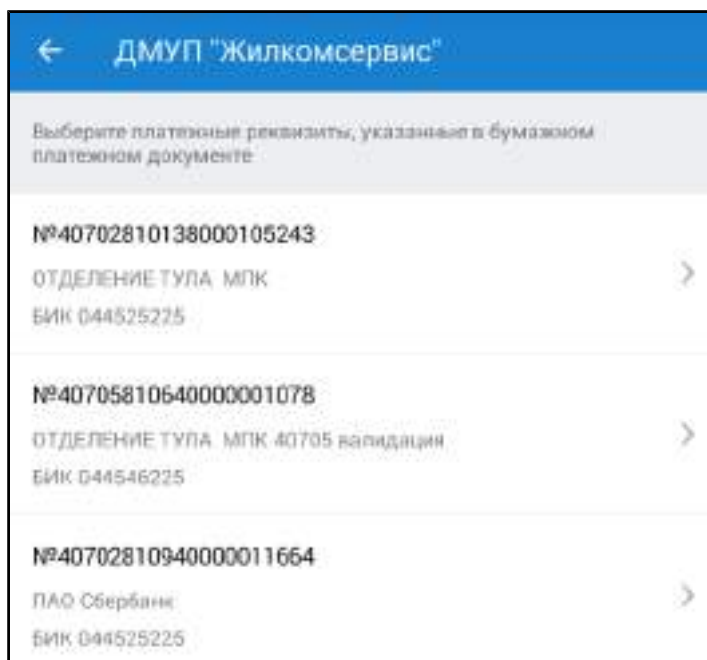 ДМУП "Жилкомсервис"
Выберите платежные реквизиты, указанные в бумажном
платежном документе
№40702810138000105243
ОТДЕЛЕНИЕ ТУЛА МПК
БИК 044525225
№40705810640000001078
ОТДЕЛЕНИЕ ТУЛА МПК 40705 валидация
БИК 044546225
№40702810940000011664
ПАО Сбербанк
БИК 044525225